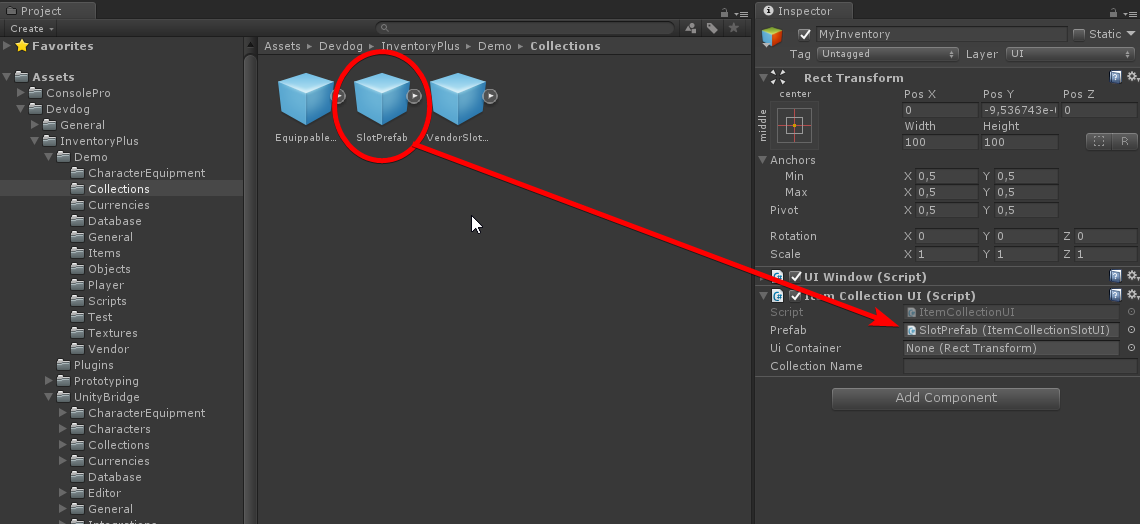 Project
Create
Favorites
Assets
ConsolePro
Devdog
General
InventoryPlus
Demo
CharacterEquipment
Collections
Currencies
Database
General
Items
Objects
Player
Scripts
Test
Textures
Vendor
Plugins
Prototyping
UnityBridge
CharacterEquipment
Characters
Collections
Currencies
Database
Editor
General
Integrations
Assets Devdog InventoryPlus Demo Collections
Equippable... SlotPrefab VendorSlot...
Inspector
MyInventory Static
Tag Untagged Layer UI
Rect Transform
center Pos X Pos Y Pos Z
middle 0 -9,536743e-( 0
Width Height
100 100 R
Anchors
Min X 0,5 Y 0,5
Max X 0,5 Y 0,5
Pivot X 0,5 Y 0,5
Rotation X 0 Y 0 Z 0
Scale X 1 Y 1 Z 1
UI Window (Script)
Item Collection UI (Script)
Script ItemCollectionUI
Prefab SlotPrefab (ItemCollectionSlotUI)
Ui Container None (Rect Transform)
Collection Name
Add Component